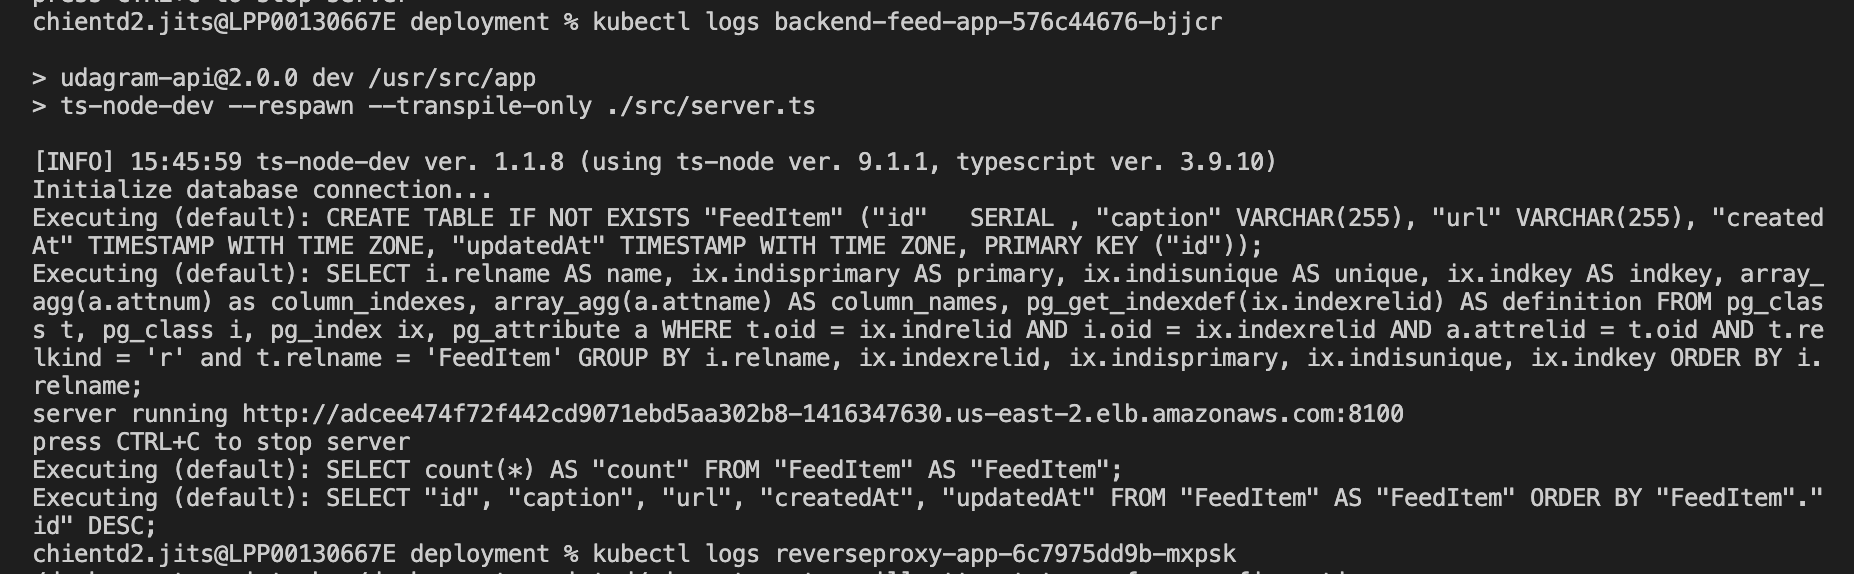 chientd2.jits@LPP00130667E deployment % kubectl logs backend-feed-app-576c44676-bjjcr
> udagram-api@2.0.0 dev /usr/src/app
> ts-node-dev --respawn --transpile-only ./src/server.ts
[INFO] 15:45:59 ts-node-dev ver. 1.1.8 (using ts-node ver. 9.1.1, typescript ver. 3.9.10)
Initialize database connection...
Executing (default): CREATE TABLE IF NOT EXISTS "FeedItem" ("id"   SERIAL , "caption" VARCHAR(255), "url" VARCHAR(255), "created
At" TIMESTAMP WITH TIME ZONE, "updatedAt" TIMESTAMP WITH TIME ZONE, PRIMARY KEY ("id"));
Executing (default): SELECT i.relname AS name, ix.indisprimary AS primary, ix.indisunique AS unique, ix.indkey AS indkey, array_
agg(a.attnum) as column_indexes, array_agg(a.attname) AS column_names, pg_get_indexdef(ix.indexrelid) AS definition FROM pg_clas
s t, pg_class i, pg_index ix, pg_attribute a WHERE t.oid = ix.indrelid AND i.oid = ix.indexrelid AND a.attrelid = t.oid AND t.re
lkind = 'r' and t.relname = 'FeedItem' GROUP BY i.relname, ix.indexrelid, ix.indisprimary, ix.indisunique, ix.indkey ORDER BY i.
relname;
server running http://adcee474f72f442cd9071ebd5aa302b8-1416347630.us-east-2.elb.amazonaws.com:8100
press CTRL+C to stop server
Executing (default): SELECT count(*) AS "count" FROM "FeedItem" AS "FeedItem";
Executing (default): SELECT "id", "caption", "url", "createdAt", "updatedAt" FROM "FeedItem" AS "FeedItem" ORDER BY "FeedItem"."
id" DESC;
chientd2.jits@LPP00130667E deployment % kubectl logs reverseproxy-app-6c7975dd9b-mxpsk